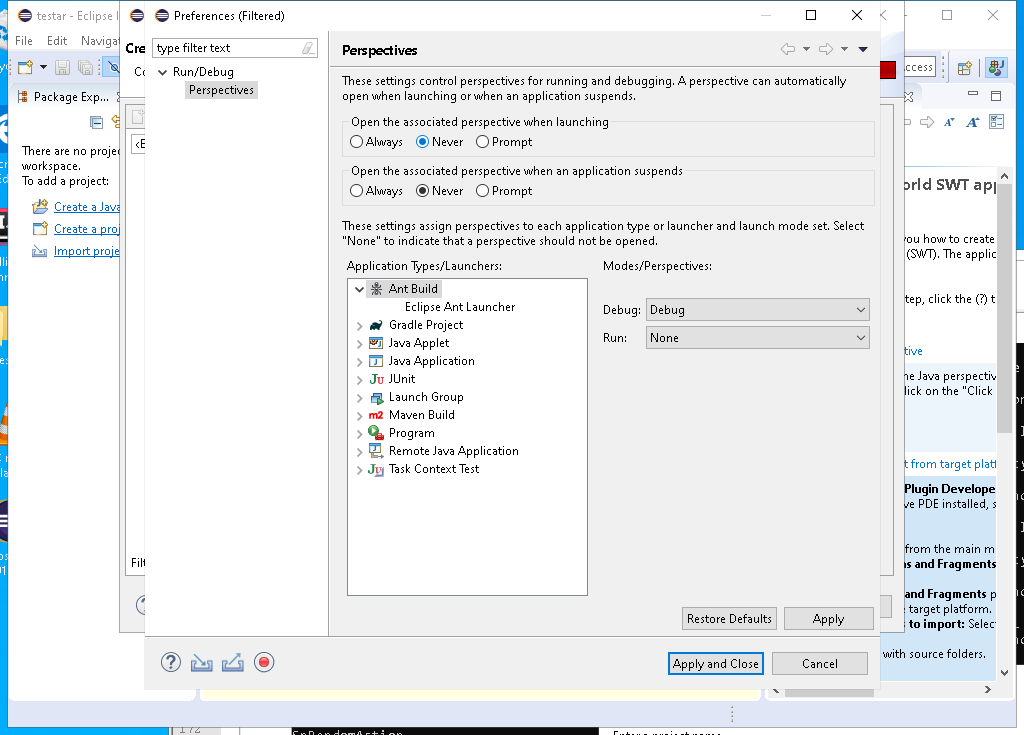 testar - Eclipse I
Preferences (Filtered)
File Edit Navigat
Cre
type filter text
Perspectives
Run/Debug
Perspectives
ccess
Package Exp...
These settings control perspectives for running and debugging. A perspective can automatically
open when launching or when an application suspends.
Open the associated perspective when launching
Always Never Prompt
There are no projec
workspace.
To add a project:
Open the associated perspective when an application suspends
Always Never Prompt
orld SWT app
Create a Java
Create a proj
Import proje
These settings assign perspectives to each application type or launcher and launch mode set. Select
"None" to indicate that a perspective should not be opened.
you how to create
(SWT). The applic
Application Types/Launchers:
Modes/Perspectives:
Ant Build
Eclipse Ant Launcher
Gradle Project
Java Applet
Java Application
JUnit
Launch Group
Maven Build
Program
Remote Java Application
Task Context Test
Debug: Debug
Run: None
tep, click the (?) t
tive
he Java perspectiv
lick on the "Click
t from target platf
Plugin Develope
ve PDE installed, s
from the main m
ns and Fragments
and Fragments p
e target platform.
s to import: Selec
with source folders.
Filt
Restore Defaults
Apply
Apply and Close
Cancel
172
SpRandomAction
Enter a project name